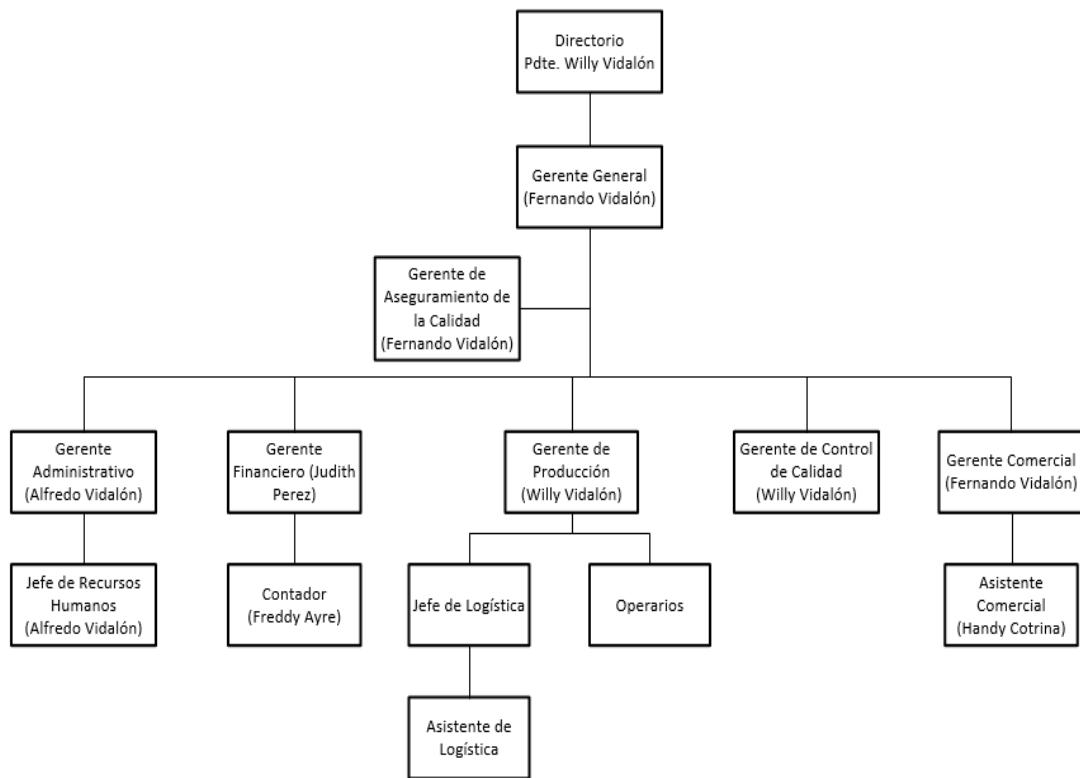 Directorio
Pdte. Willy Vidalón
Gerente General
(Fernando Vidalón)
Gerente de
Aseguramiento de
la Calidad
(Fernando Vidalón)
Gerente
Administrativo
(Alfredo Vidalón)
Gerente
Financiero (Judith
Perez)
Gerente de
Producción
(Willy Vidalón)
Gerente de Control
de Calidad
(Willy Vidalón)
Gerente Comercial
(Fernando Vidalón)
Jefe de Recursos
Humanos
(Alfredo Vidalón)
Contador
(Freddy Ayre)
Jefe de Logística
Operarios
Asistente
Comercial
(Handy Cotrina)
Asistente de
Logística